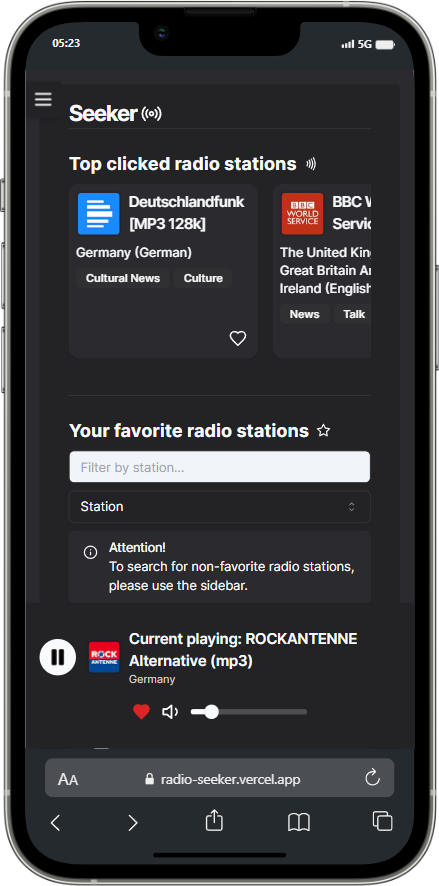 05:23
5G
Seeker
Top clicked radio stations
Deutschlandfunk
[MP3 128k]
Germany (German)
Cultural News Culture
BBC
WORLD
SERVICE
BBC W
Servic
The United King
Great Britain An
Ireland (English
News Talk
Your favorite radio stations
Filter by station...
Station
Attention!
To search for non-favorite radio stations,
please use the sidebar.
ROCK
ANTENNE
Current playing: ROCKANTENNE
Alternative (mp3)
Germany
AA radio-seeker.vercel.app